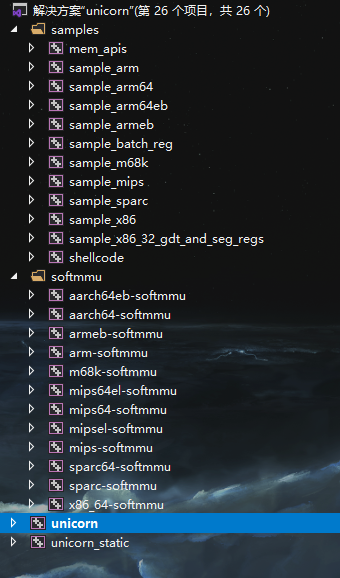 解决方案"unicorn"(第 26 个项目，共 26 个)
samples
mem_apis
sample_arm
sample_arm64
sample_arm64eb
sample_armeb
sample_batch_reg
sample_m68k
sample_mips
sample_sparc
sample_x86
sample_x86_32_gdt_and_seg_regs
shellcode
softmmu
aarch64eb-softmmu
aarch64-softmmu
armeb-softmmu
arm-softmmu
m68k-softmmu
mips64el-softmmu
mips64-softmmu
mipsel-softmmu
mips-softmmu
sparc64-softmmu
sparc-softmmu
x86_64-softmmu
unicorn
unicorn_static